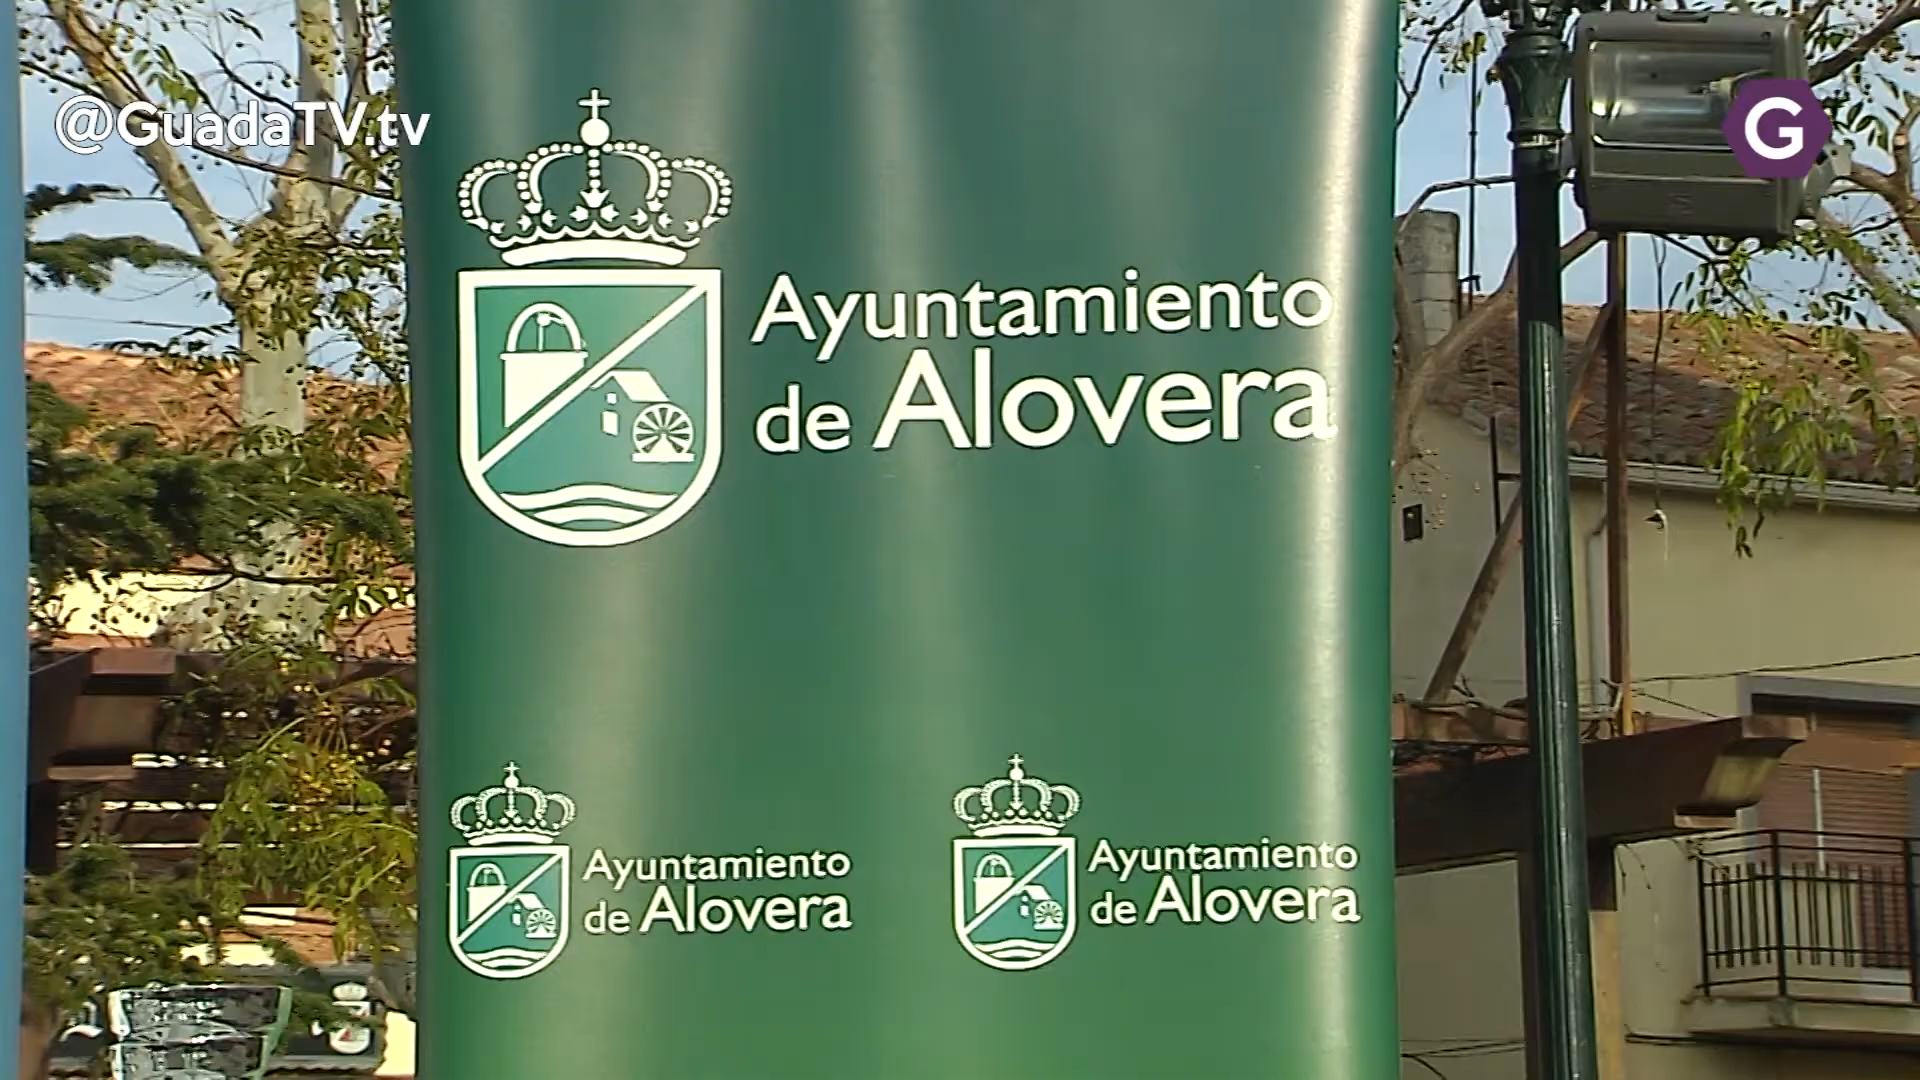 @GuadaTV.tv
G
Ayuntamiento
de Alovera
Ayuntamiento
de Alovera
Ayuntamiento
de Alovera